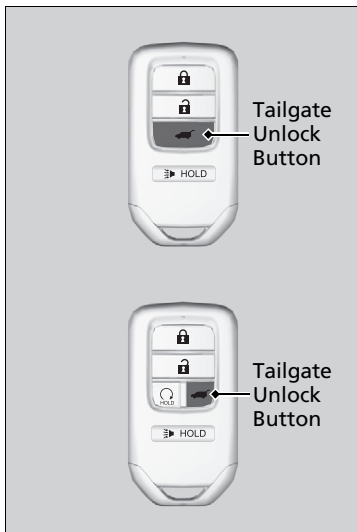 Tailgate
Unlock
Button
HOLD
Tailgate
Unlock
Button
HOLD
HOLD